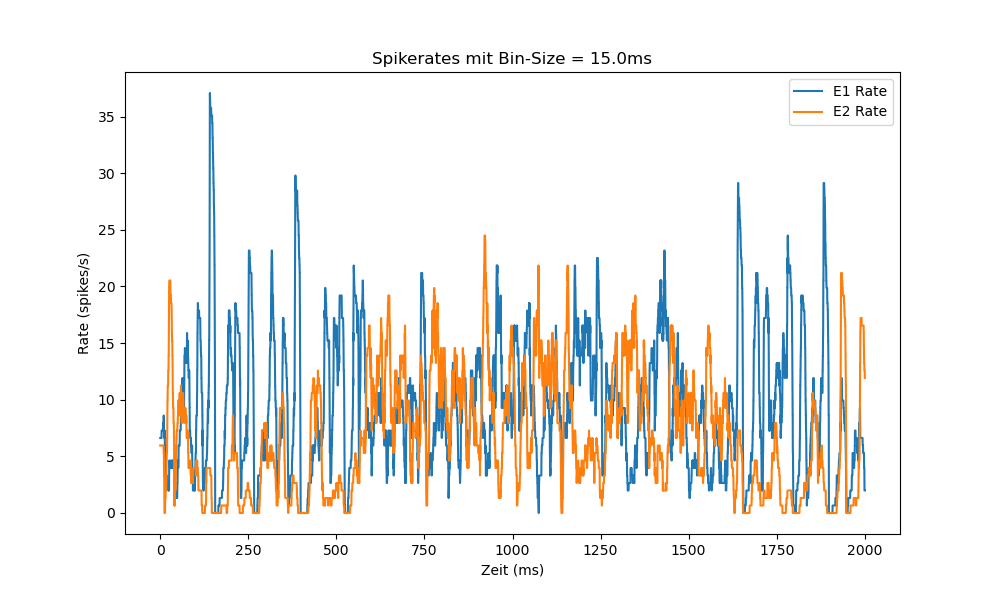 Spikerates mit Bin-Size = 15.0ms
E1 Rate
E2 Rate
Rate (spikes/s)
35
30
25
20
15
10
5
0
0 250 500 750 1000 1250 1500 1750 2000
Zeit (ms)